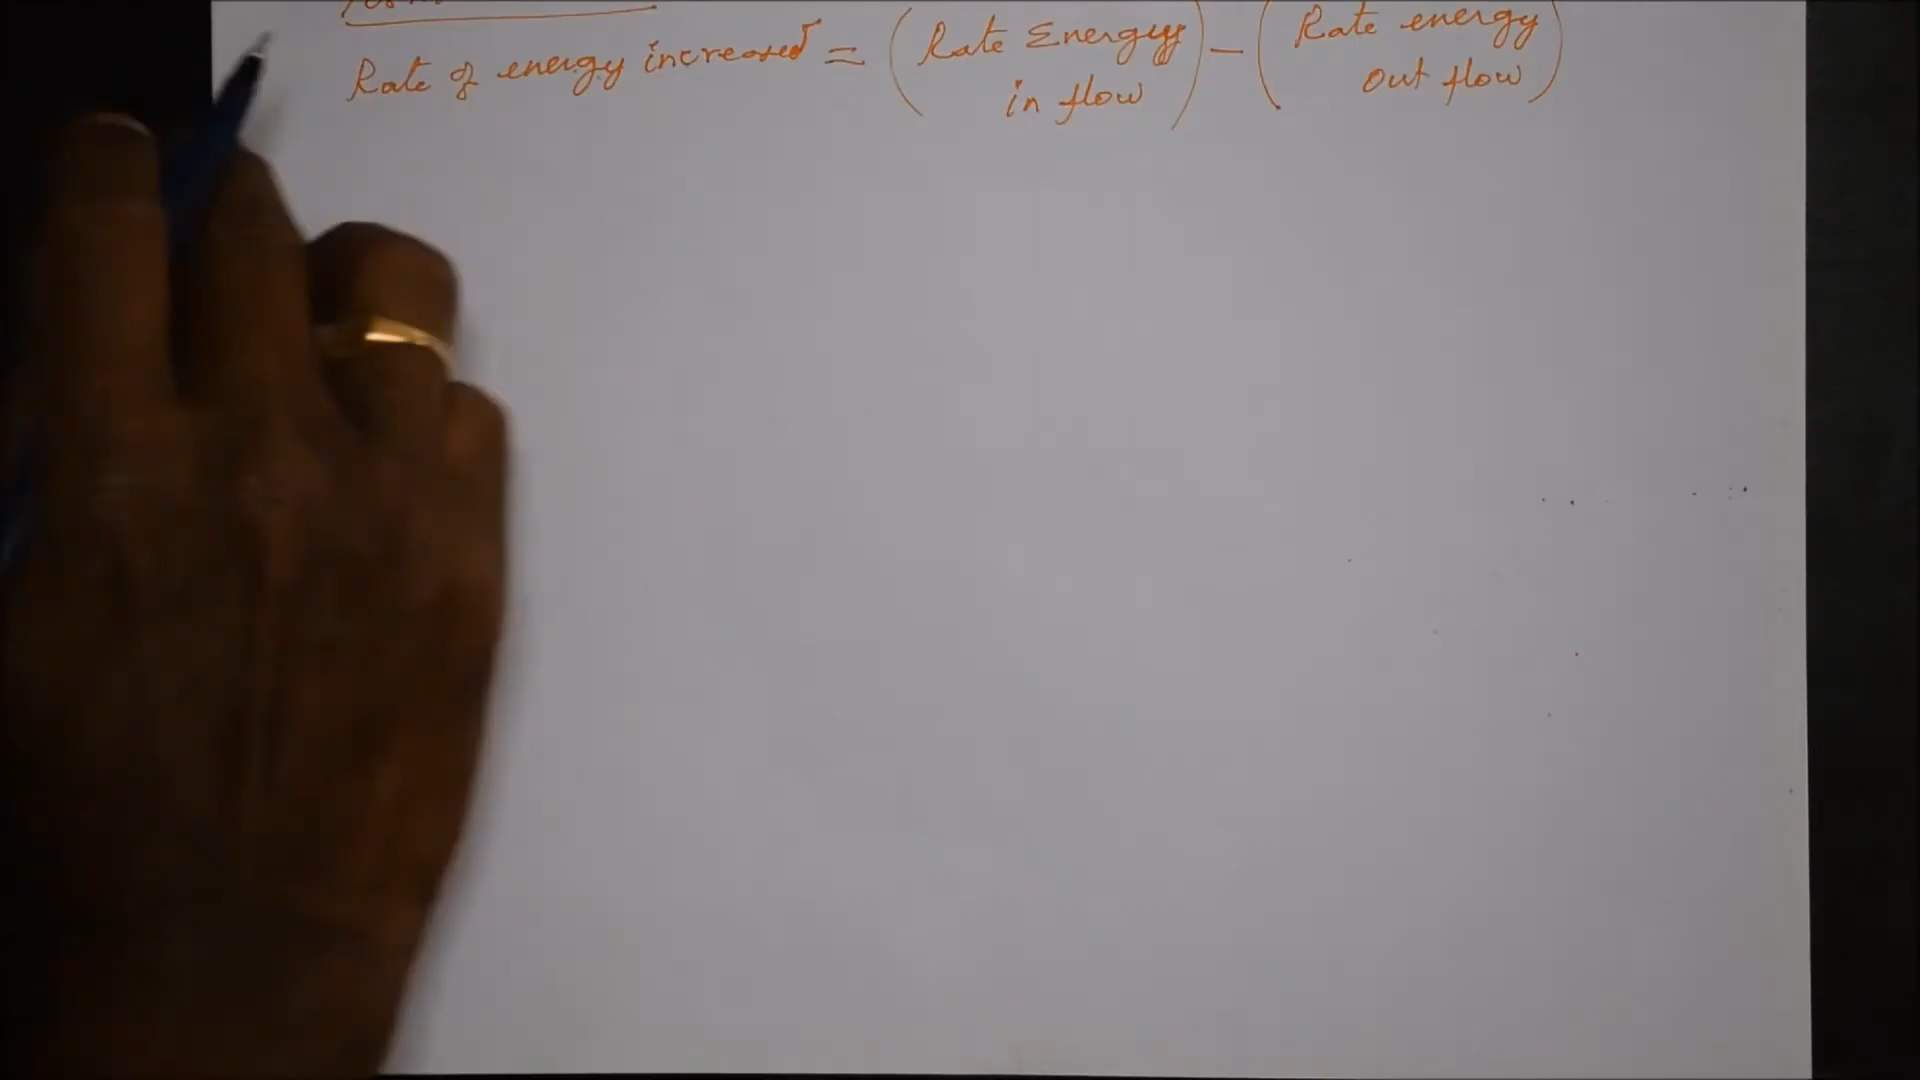 Rate of energy increased = (Rate Energy in flow) - (Rate energy out flow)